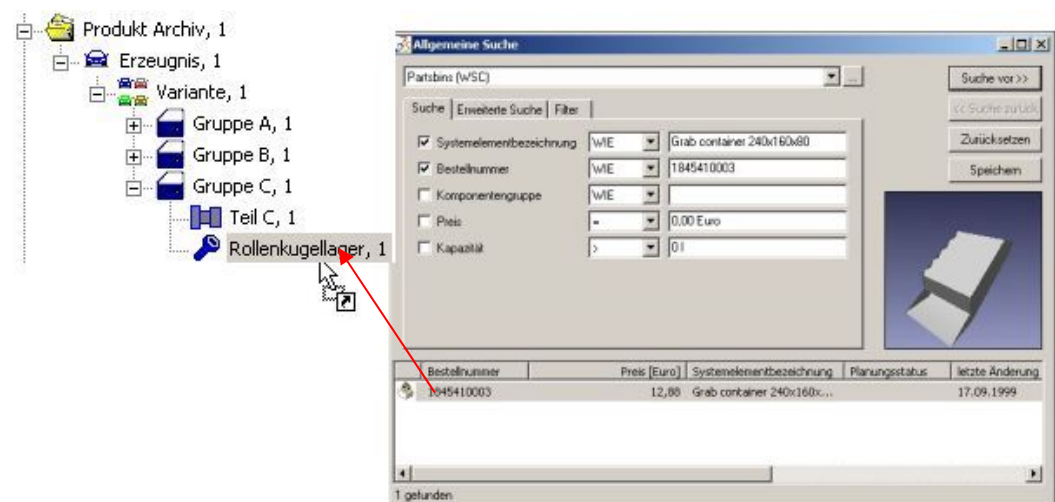 Produkt Archiv, 1
Erzeugnis, 1
Variante, 1
Gruppe A, 1
Gruppe B, 1
Gruppe C, 1
Teil C, 1
Rollenkugellager, 1
Allgemeine Suche
Partsbins (WSC) ... Suche vor >>
Suche Erweiterte Suche Filter << Suche zurück
Systemelementbezeichnung WIE Grab container 240x160x80 Zurücksetzen
Bestellnummer WIE 1845410003 Speichern
Komponentengruppe WIE
Preis = 0,00 Euro
Kapazität > 0 l
Bestellnummer Preis [Euro] Systemelementbezeichnung Planungsstatus letzte Änderung
1845410003 12,88 Grab container 240x160x... 17.09.1999
1 gefunden